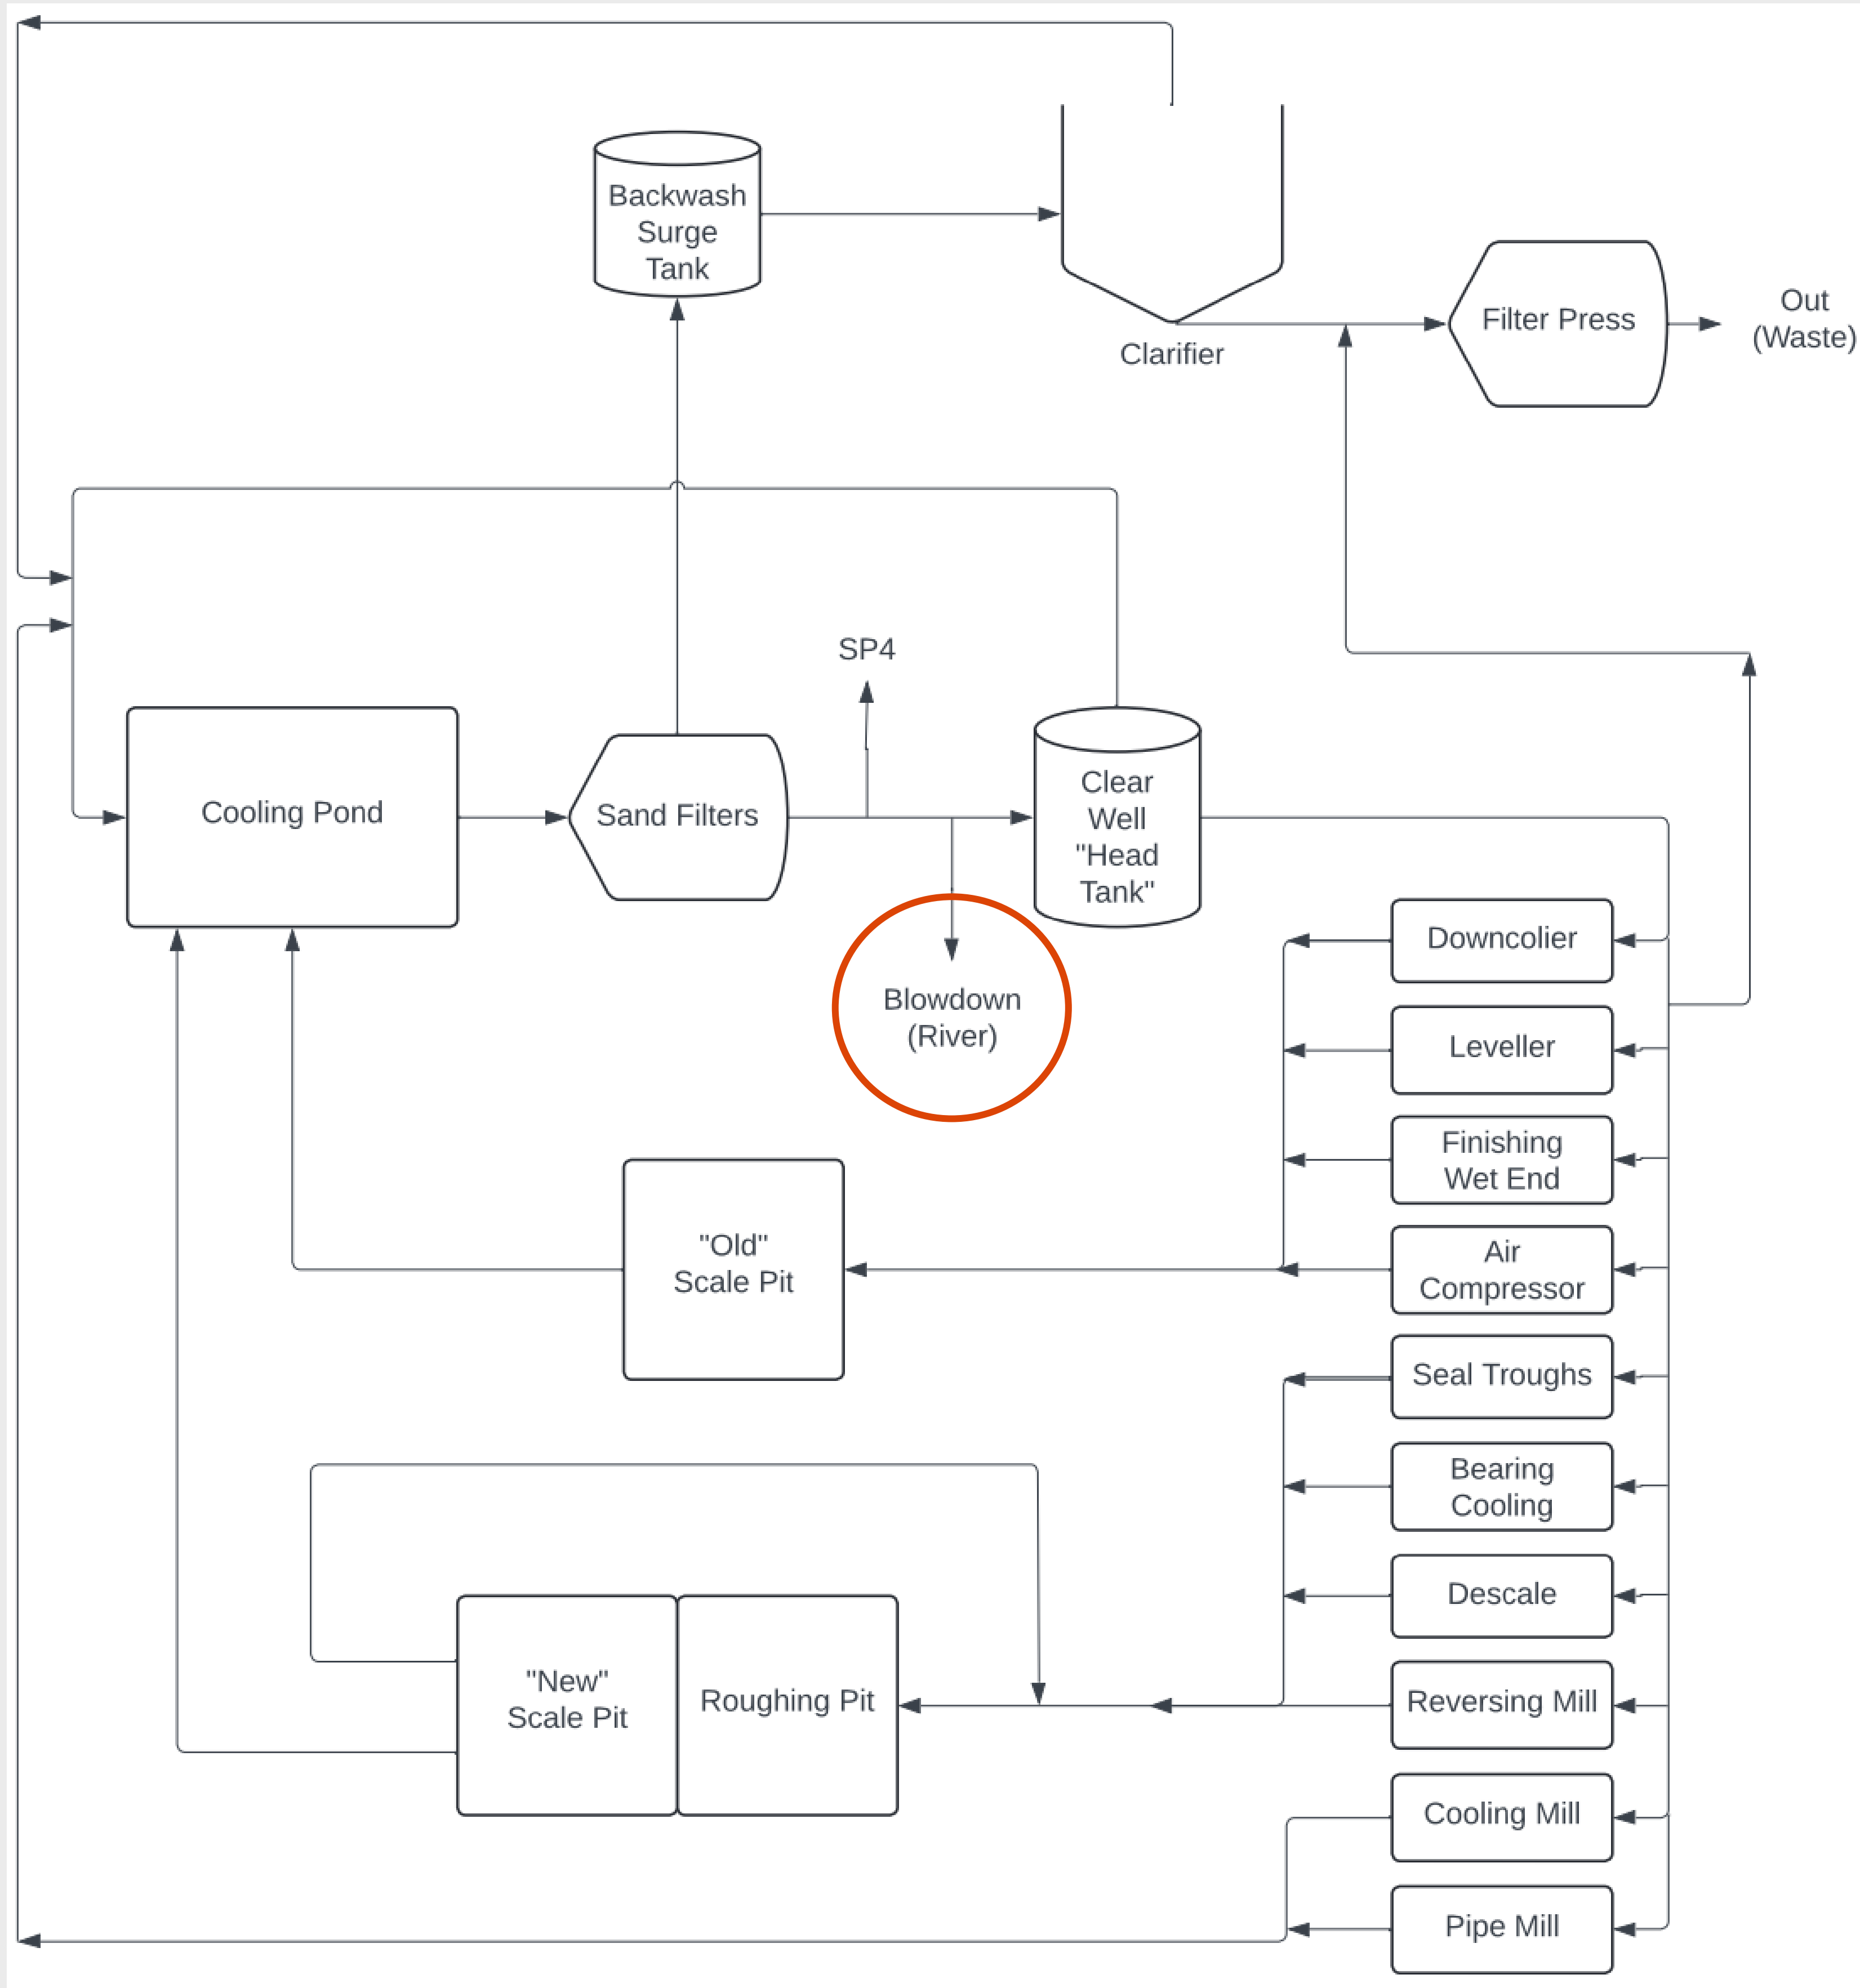 Backwash
Surge
Tank
Filter Press
Out
(Waste)
Clarifier
SP4
Cooling Pond
Sand Filters
Clear
Well
"Head
Tank"
Downcolier
Blowdown
(River)
Leveller
Finishing
Wet End
"Old"
Scale Pit
Air
Compressor
Seal Troughs
Bearing
Cooling
Descale
"New"
Scale Pit
Roughing Pit
Reversing Mill
Cooling Mill
Pipe Mill